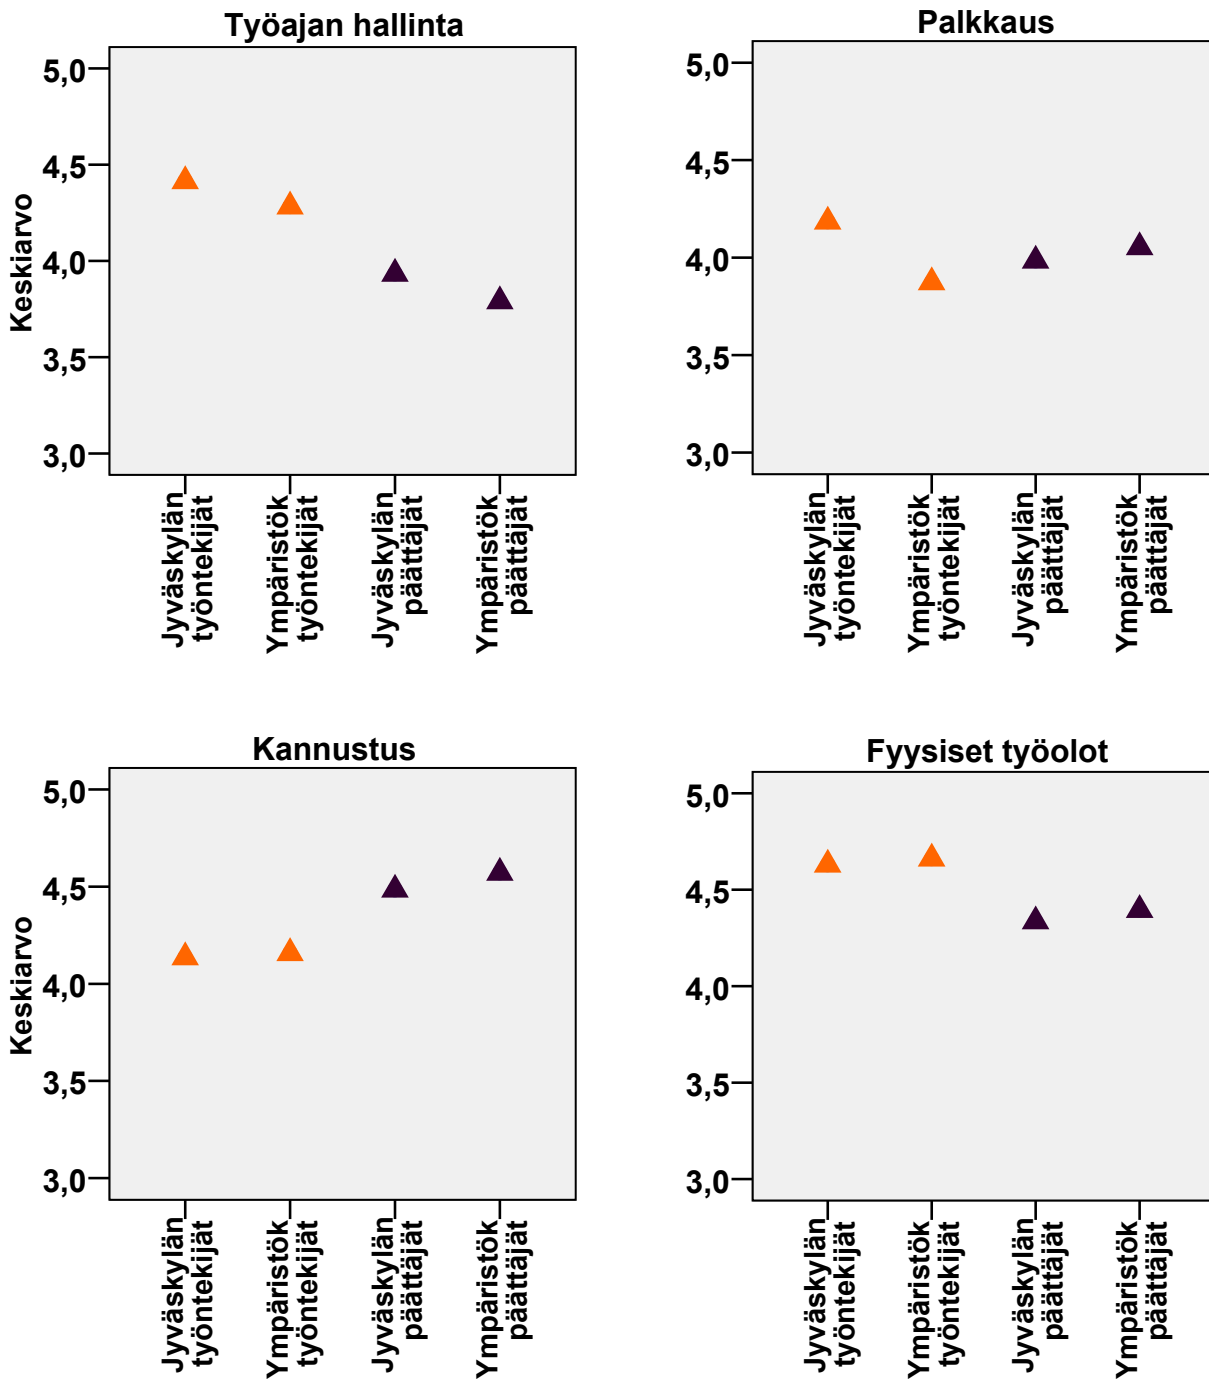 Työajan hallinta
Keskiarvo
5,0
4,5
4,0
3,5
3,0
Jyväskylän
työntekijät
Ympäristök
työntekijät
Jyväskylän
päättäjät
Ympäristök
päättäjät
Palkkaus
5,0
4,5
4,0
3,5
3,0
Jyväskylän
työntekijät
Ympäristök
työntekijät
Jyväskylän
päättäjät
Ympäristök
päättäjät
Kannustus
Keskiarvo
5,0
4,5
4,0
3,5
3,0
Jyväskylän
työntekijät
Ympäristök
työntekijät
Jyväskylän
päättäjät
Ympäristök
päättäjät
Fyysiset työolot
5,0
4,5
4,0
3,5
3,0
Jyväskylän
työntekijät
Ympäristök
työntekijät
Jyväskylän
päättäjät
Ympäristök
päättäjät